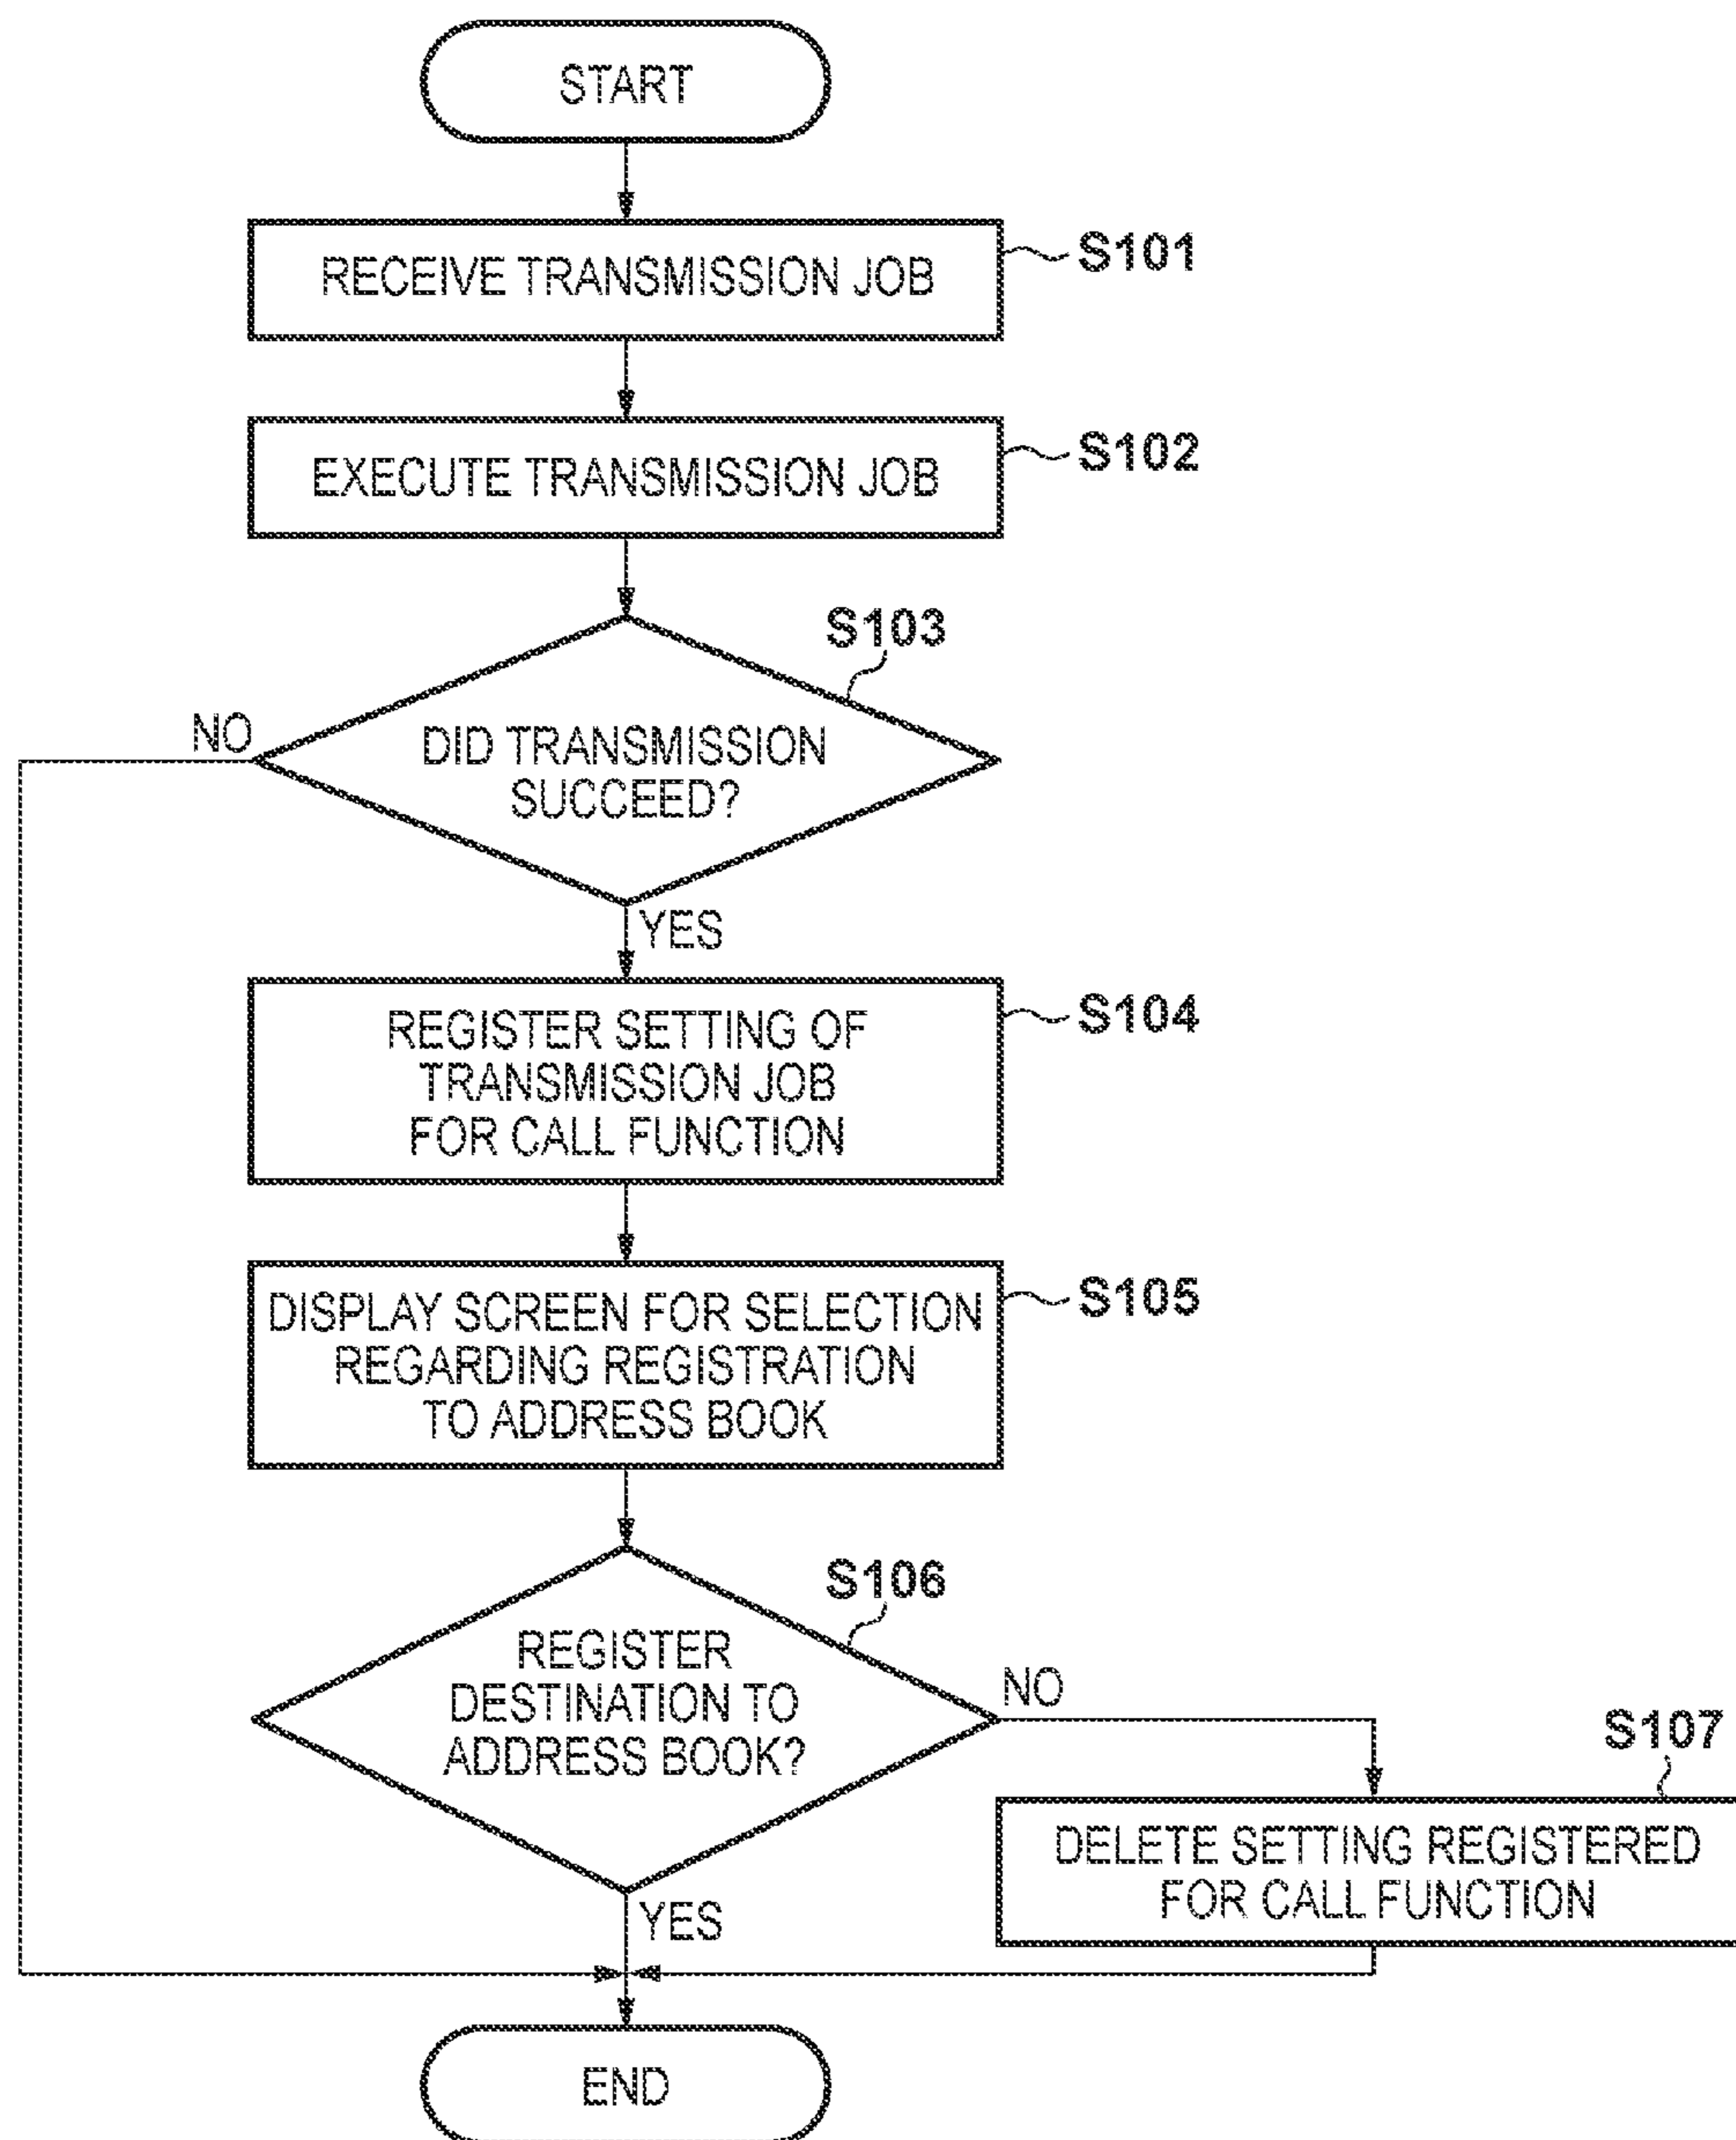 START
RECEIVE TRANSMISSION JOB
S101
EXECUTE TRANSMISSION JOB
S102
S103
DID TRANSMISSION
SUCCEED?
NO
YES
REGISTER SETTING OF
TRANSMISSION JOB
FOR CALL FUNCTION
S104
DISPLAY SCREEN FOR SELECTION
REGARDING REGISTRATION
TO ADDRESS BOOK
S105
S106
REGISTER
DESTINATION TO
ADDRESS BOOK?
NO
YES
S107
DELETE SETTING REGISTERED
FOR CALL FUNCTION
END